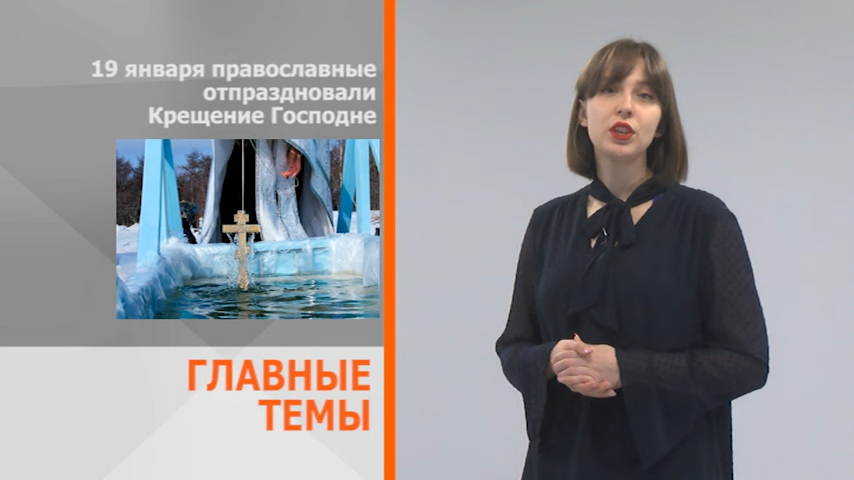 19 января православные
отпраздновали
Крещение Господне
ГЛАВНЫЕ
ТЕМЫ